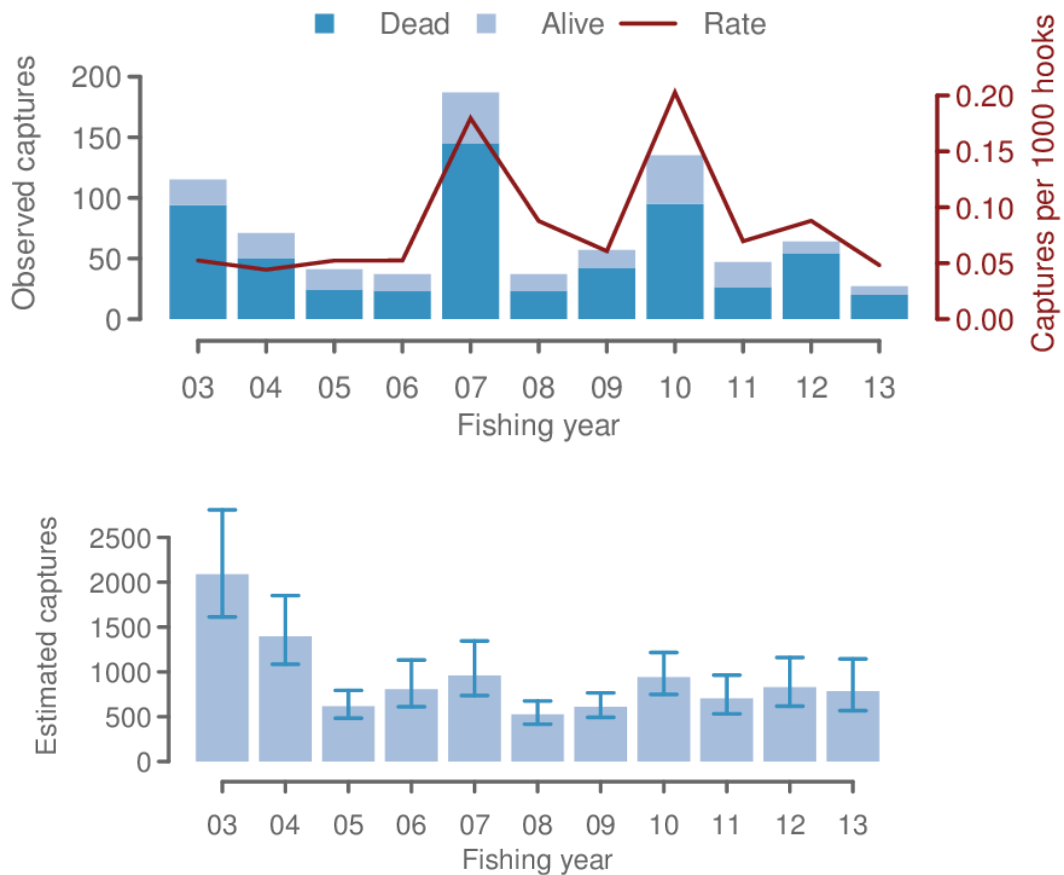 Dead Alive Rate
Observed captures
200
150
100
50
0
Captures per 1000 hooks
0.20
0.15
0.10
0.05
0.00
03 04 05 06 07 08 09 10 11 12 13
Fishing year
Estimated captures
2500
2000
1500
1000
500
0
03 04 05 06 07 08 09 10 11 12 13
Fishing year